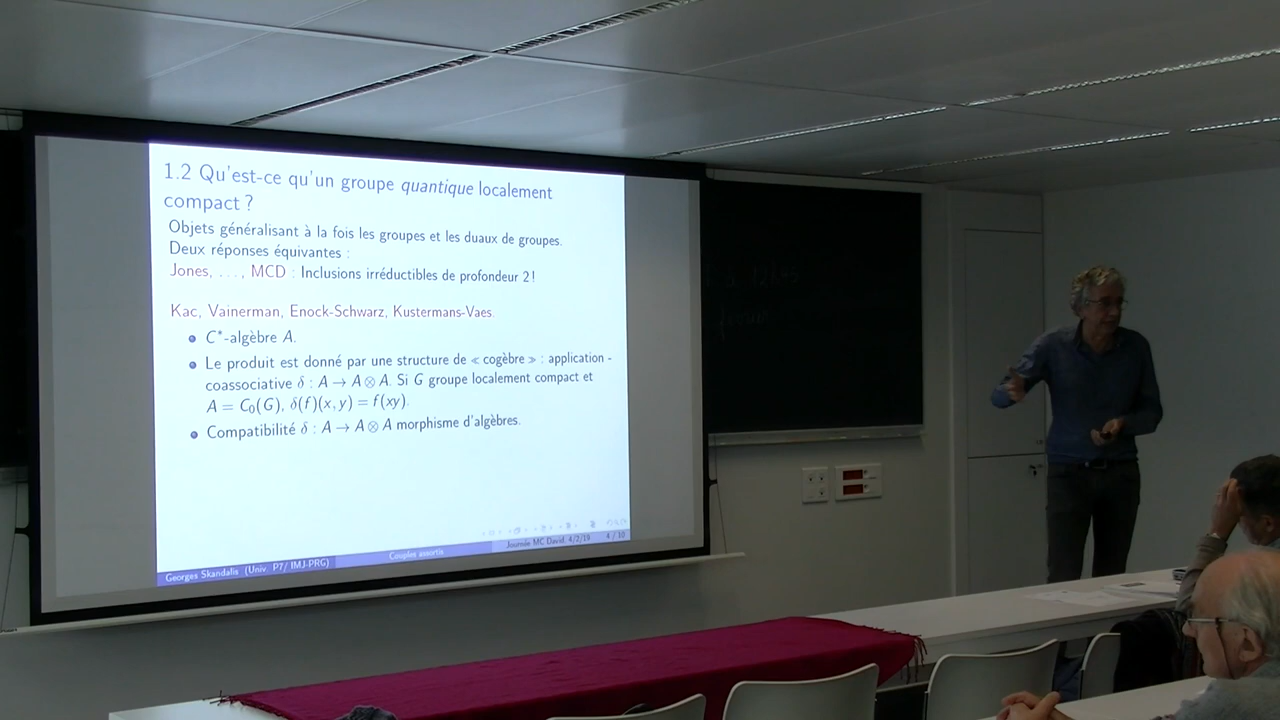 1.2 Qu'est-ce qu'un groupe quantique localement
compact ?
Objets généralisant à la fois les groupes et les duaux de groupes.
Deux réponses équivantes :
Jones, ..., MCD : Inclusions irréductibles de profondeur 2!
Kac, Vainerman, Enock-Schwarz, Kustermans-Vaes.
• C*-algèbre A.
• Le produit est donné par une structure de « cogèbre » : application -
coassociative δ : A → A ⊗ A. Si G groupe localement compact et
A = C₀(G), δ(f)(x, y) = f(xy).
• Compatibilité δ : A → A ⊗ A morphisme d'algèbres.
Georges Skandalis (Univ. P7/ IMJ-PRG) Couples assortis Journée MC David, 4/2/19 4 / 10